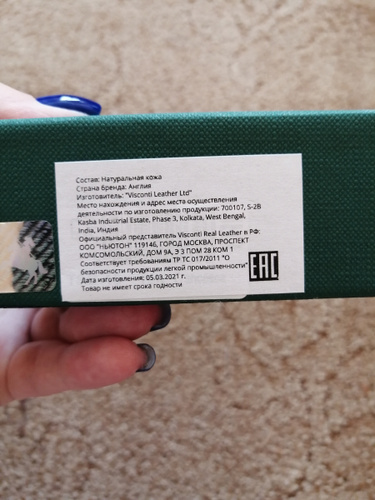 Состав: Натуральная кожа
Страна бренда: Англия
Изготовитель: "Visconti Leather Ltd"
Место нахождения и адрес места осуществления
деятельности по изготовлению продукции: 700107, S-2B
Kasba Industrial Estate, Phase 3, Kolkata, West Bengal,
India, Индия
Официальный представитель Visconti Real Leather в РФ:
ООО "НЬЮТОН" 119146, ГОРОД МОСКВА, ПРОСПЕКТ
КОМСОМОЛЬСКИЙ, ДОМ 9А, Э 3 ПОМ 28 КОМ 1
Соответствует требованиям ТР ТС 017/2011 "О
безопасности продукции легкой промышленности"
Дата изготовления: 05.03.2021 г.
Товар не имеет срока годности
EAC